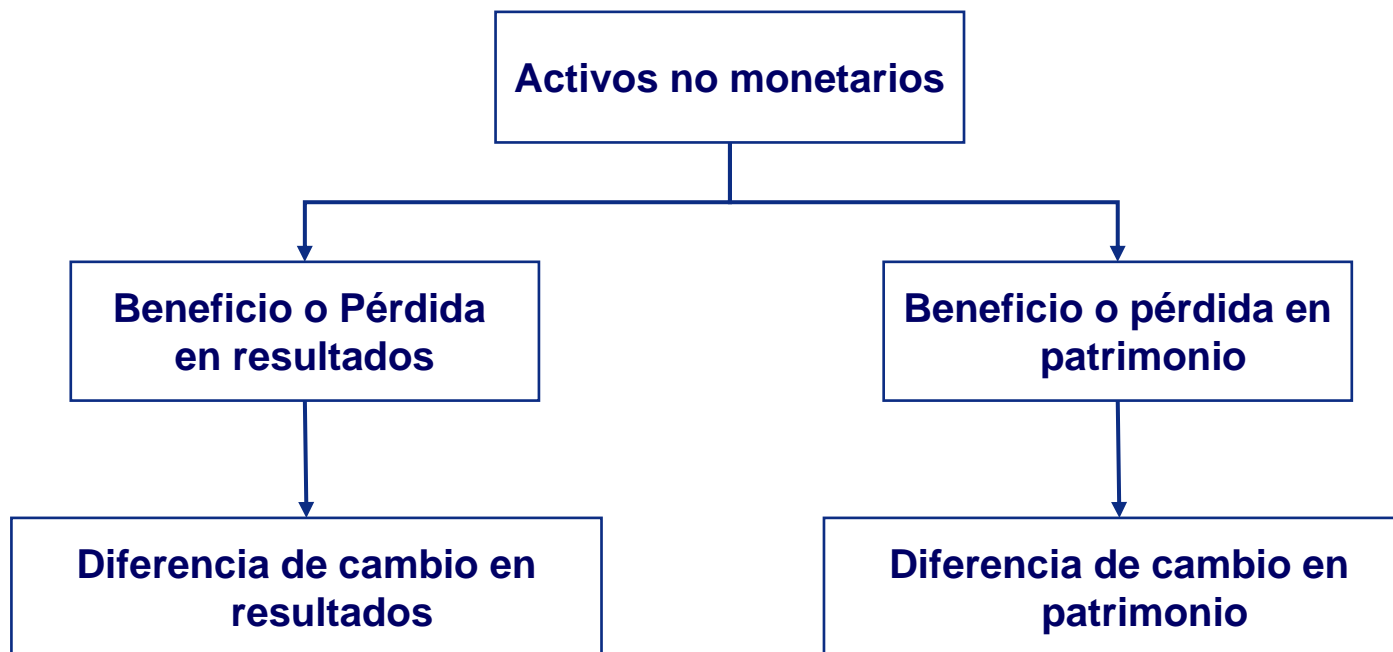 Activos no monetarios
Beneficio o Pérdida
en resultados
Beneficio o pérdida en
patrimonio
Diferencia de cambio en
resultados
Diferencia de cambio en
patrimonio